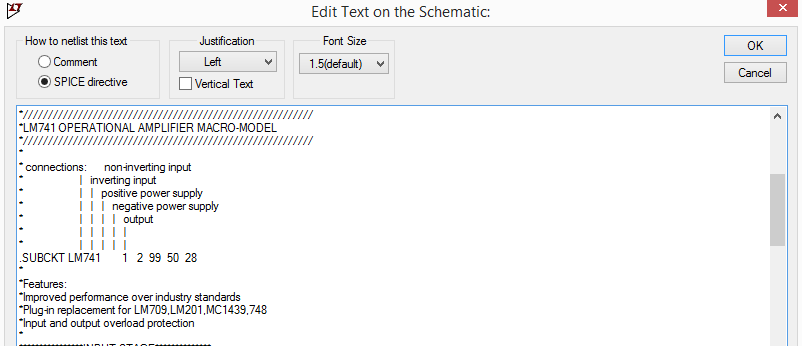 Edit Text on the Schematic:
How to netlist this text
Comment
SPICE directive
Justification
Left
Vertical Text
Font Size
1.5(default)
OK
Cancel
*//////////////////////////////////////////////////////////
*LM741 OPERATIONAL AMPLIFIER MACRO-MODEL
*//////////////////////////////////////////////////////////
*
* connections: non-inverting input
* | inverting input
* | | positive power supply
* | | | negative power supply
* | | | | output
* | | | | |
* | | | | |
.SUBCKT LM741 1 2 99 50 28
*
*Features:
*Improved performance over industry standards
*Plug-in replacement for LM709,LM201,MC1439,748
*Input and output overload protection
*
***************INPUT STAGE**************